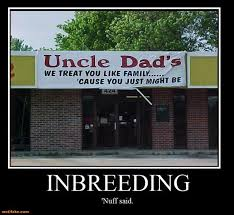 Uncle Dad's
WE TREAT YOU LIKE FAMILY......
'CAUSE YOU JUST MIGHT BE
INBREEDING
'Nuff said.